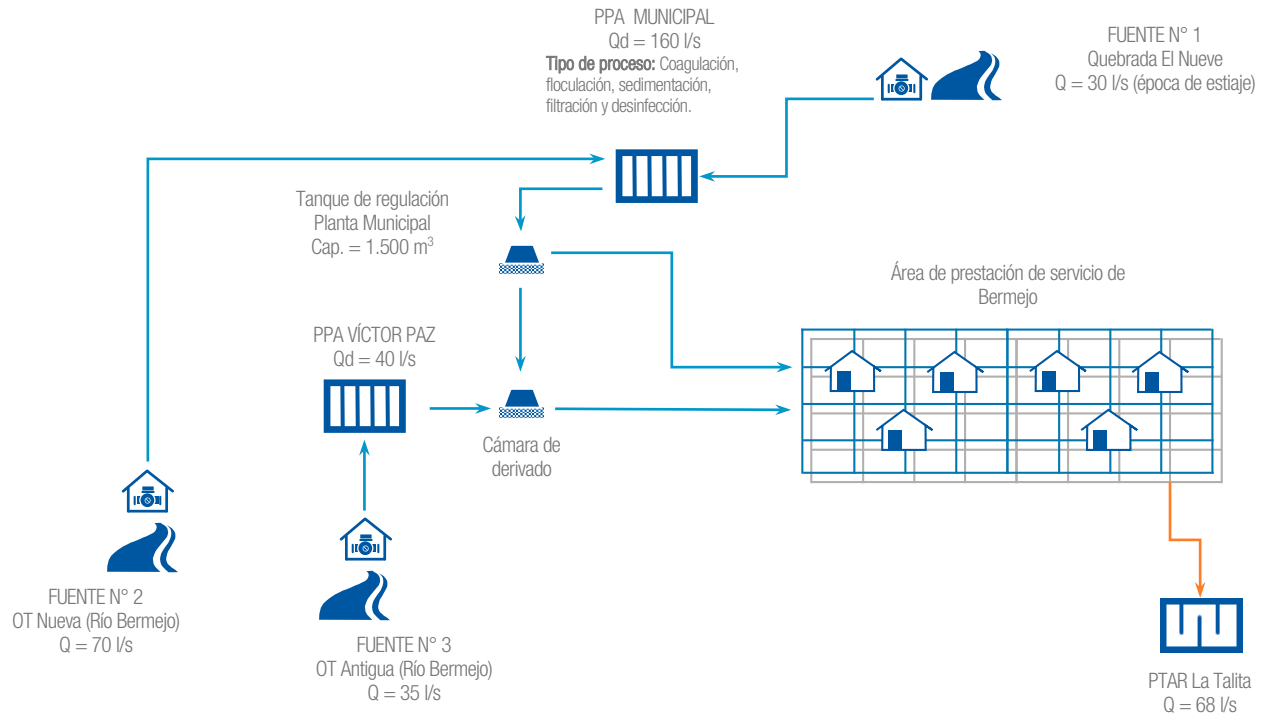 PPA MUNICIPAL
Qd = 160 l/s
Tipo de proceso: Coagulación,
floculación, sedimentación,
filtración y desinfección.
FUENTE N° 1
Quebrada El Nueve
Q = 30 l/s (época de estiaje)
Tanque de regulación
Planta Municipal
Cap. = 1.500 m³
Área de prestación de servicio de
Bermejo
PPA VÍCTOR PAZ
Qd = 40 l/s
Cámara de
derivado
FUENTE N° 2
OT Nueva (Río Bermejo)
Q = 70 l/s
FUENTE N° 3
OT Antigua (Río Bermejo)
Q = 35 l/s
PTAR La Talita
Q = 68 l/s